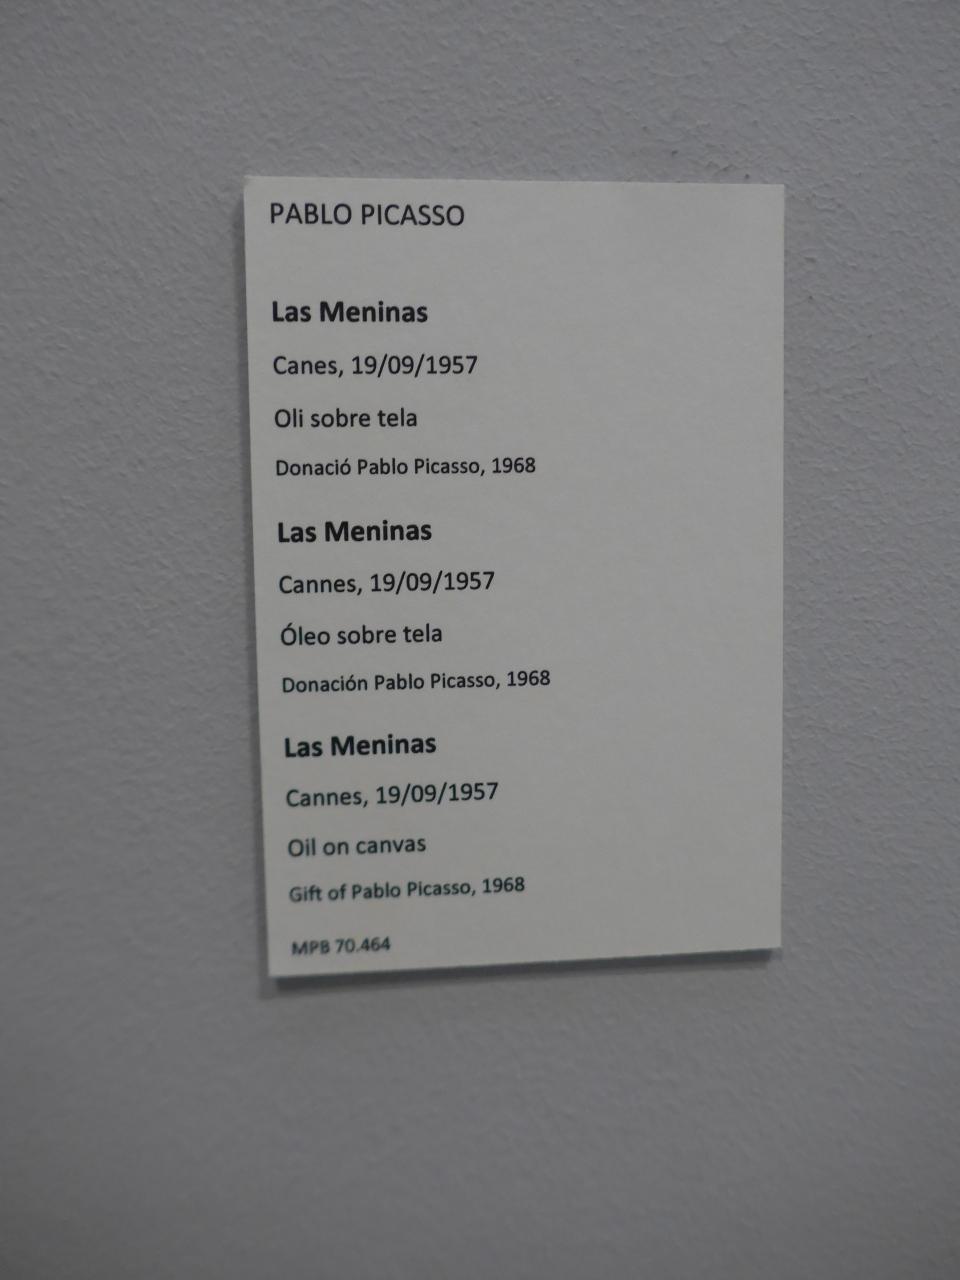 PABLO PICASSO
Las Meninas
Canes, 19/09/1957
Oli sobre tela
Donació Pablo Picasso, 1968
Las Meninas
Cannes, 19/09/1957
Óleo sobre tela
Donación Pablo Picasso, 1968
Las Meninas
Cannes, 19/09/1957
Oil on canvas
Gift of Pablo Picasso, 1968
MPB 70.464